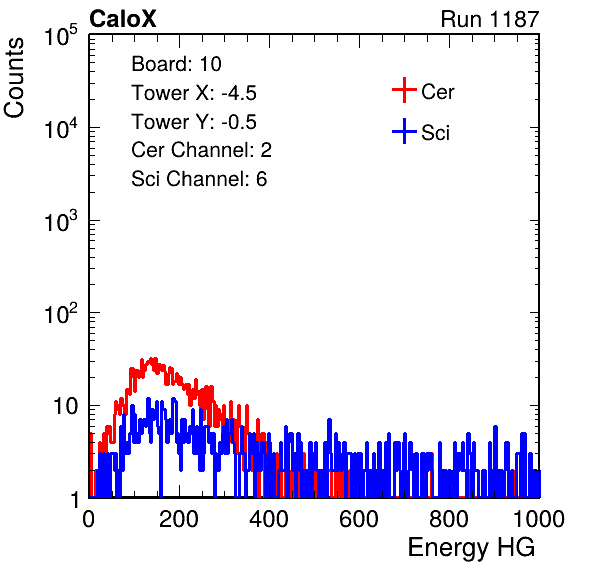 CaloX Run 1187
Counts
10^5
10^4
10^3
10^2
10
1
Board: 10
Tower X: -4.5
Tower Y: -0.5
Cer Channel: 2
Sci Channel: 6
Cer
Sci
0 200 400 600 800 1000
Energy HG